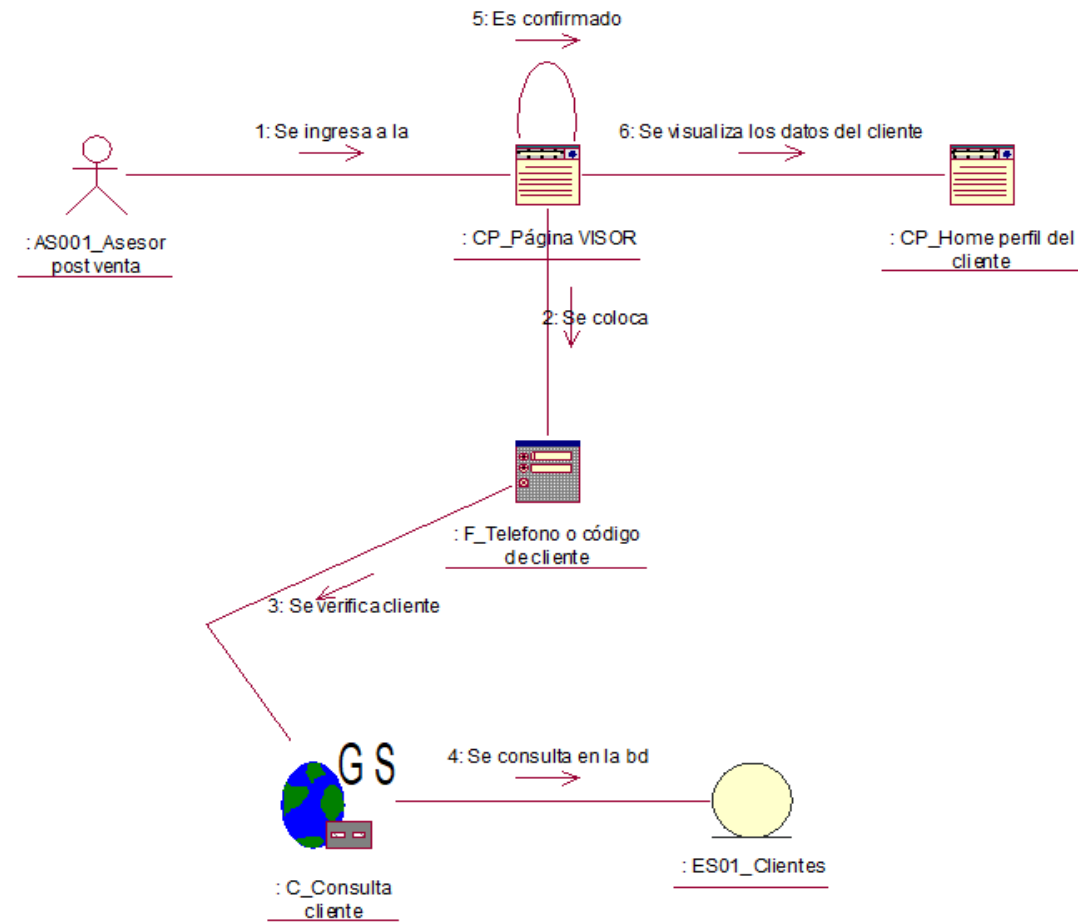 5: Es confirmado
1: Se ingresa a la
6: Se visualiza los datos del cliente
: AS001_Asesor
post venta
: CP_Página VISOR
: CP_Home perfil del
cliente
2: Se coloca
: F_Telefono o código
de cliente
3: Se verifica cliente
G S
4: Se consulta en la bd
: C_Consulta
cliente
: ES01_Clientes